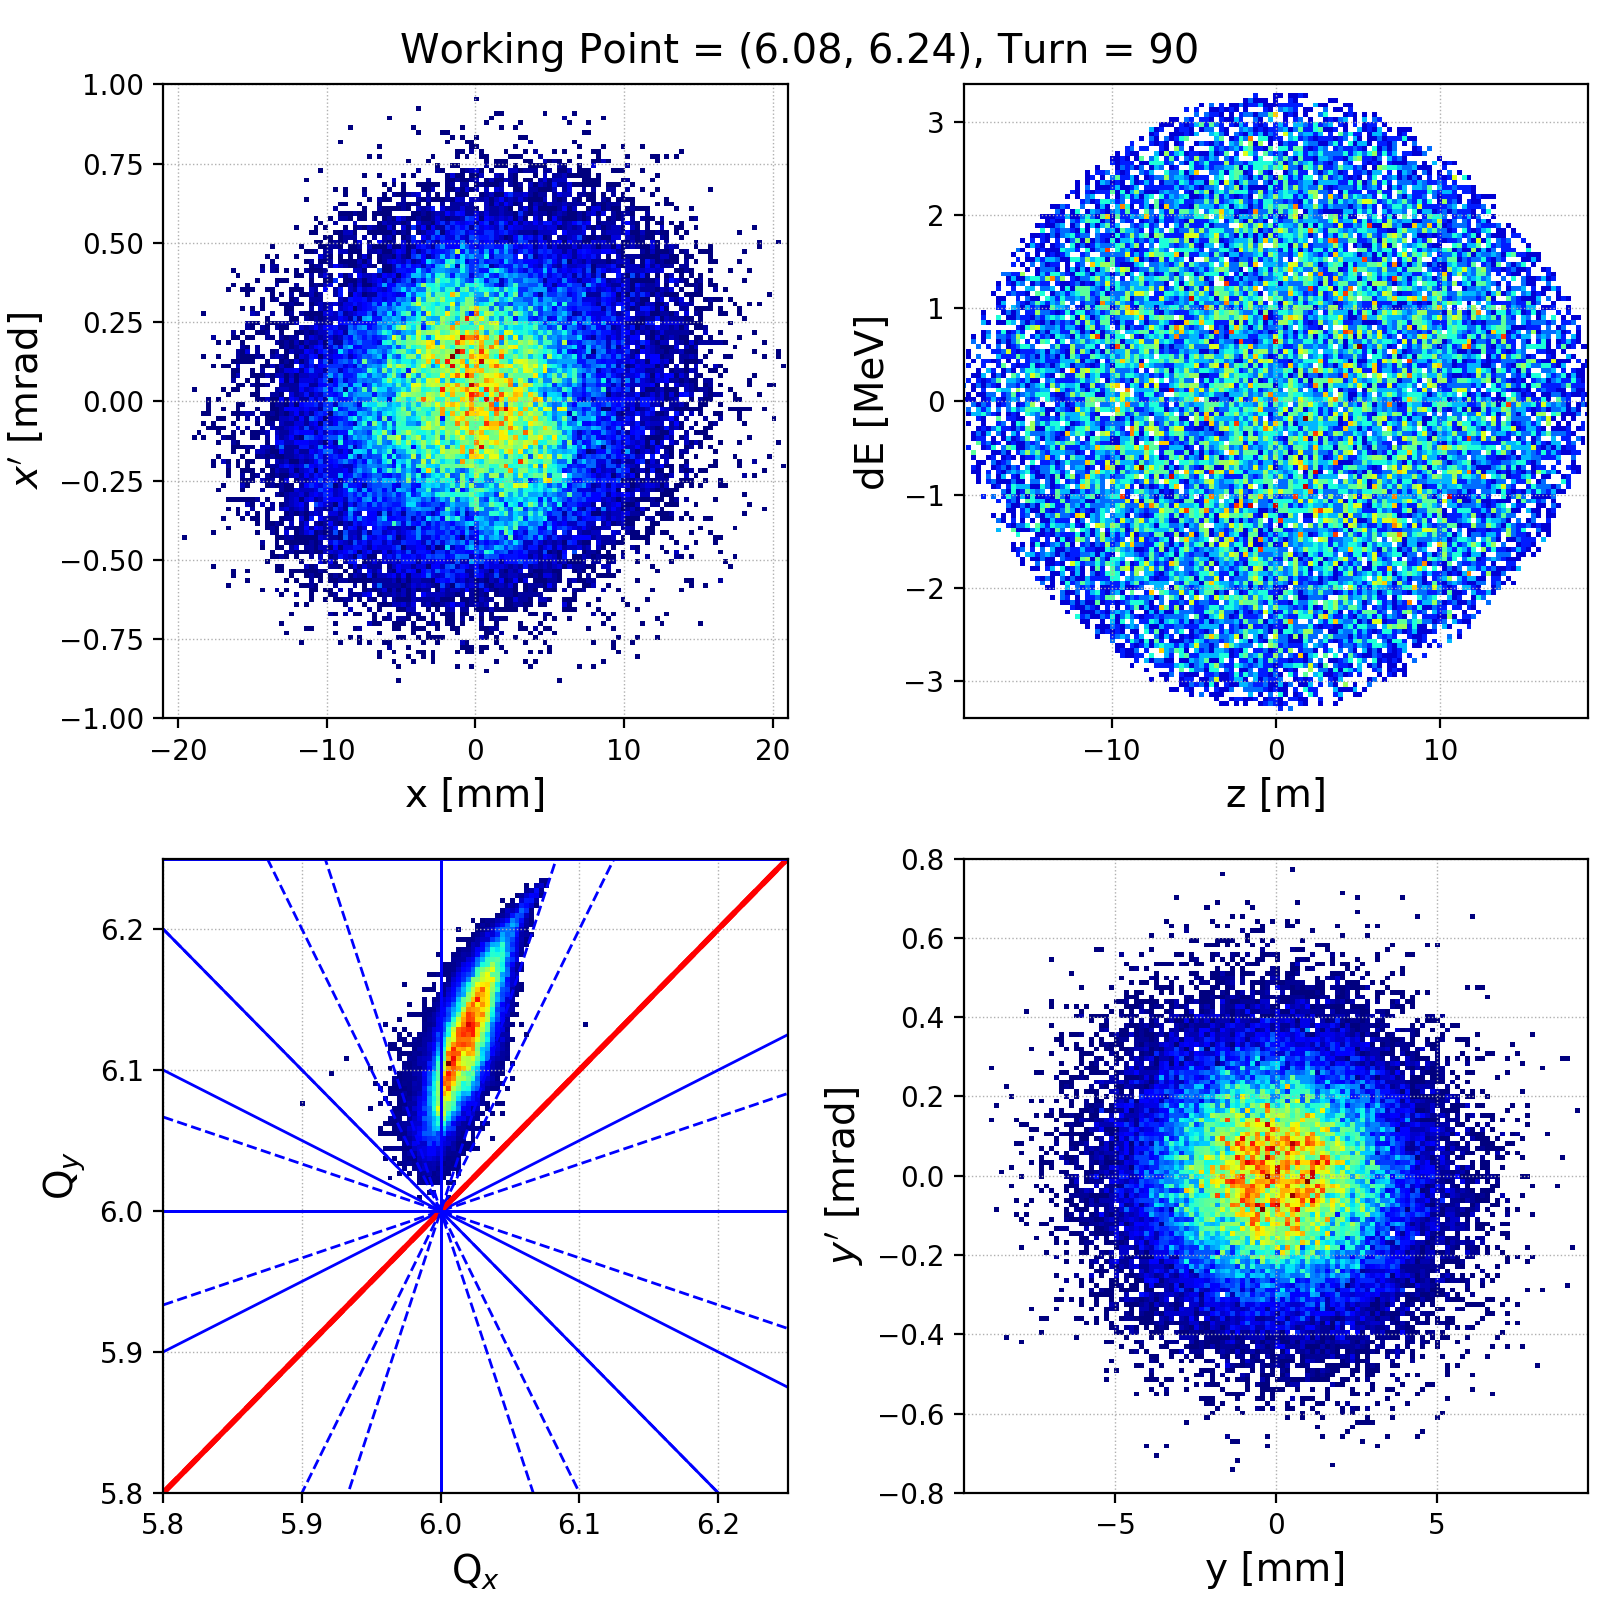 Working Point = (6.08, 6.24), Turn = 90
1.00
0.75
0.50
0.25
0.00
−0.25
−0.50
−0.75
−1.00
x′ [mrad]
−20 −10 0 10 20
x [mm]
3
2
1
0
−1
−2
−3
dE [MeV]
−10 0 10
z [m]
6.2
6.1
6.0
5.9
5.8
Qy
5.8 5.9 6.0 6.1 6.2
Qx
0.8
0.6
0.4
0.2
0.0
−0.2
−0.4
−0.6
−0.8
y′ [mrad]
−5 0 5
y [mm]